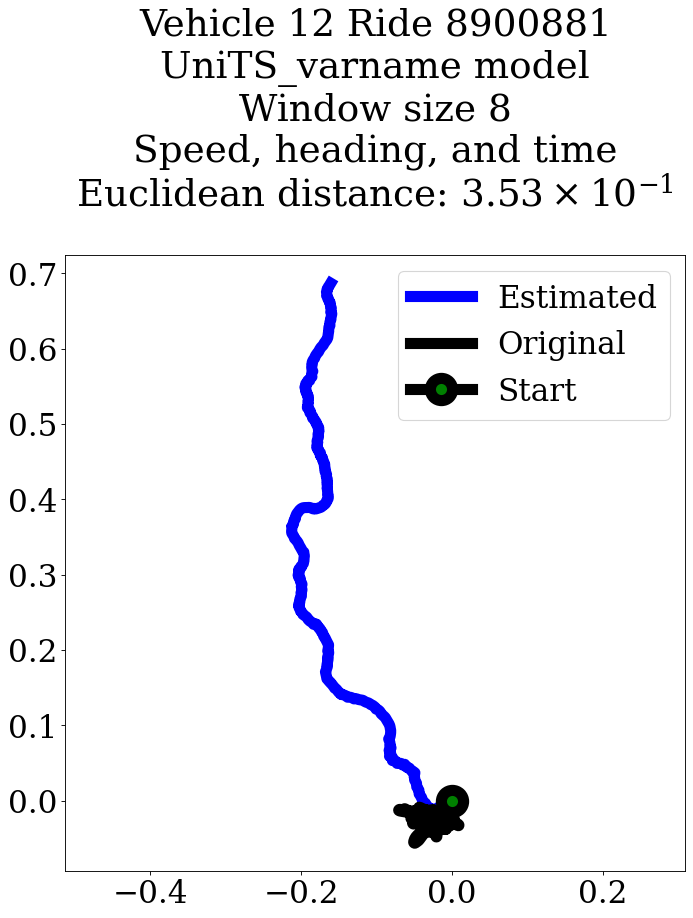 Vehicle 12 Ride 8900881
UniTS_varname model
Window size 8
Speed, heading, and time
Euclidean distance: 3.53 × 10⁻¹
Estimated
Original
Start
0.7
0.6
0.5
0.4
0.3
0.2
0.1
0.0
−0.4 −0.2 0.0 0.2